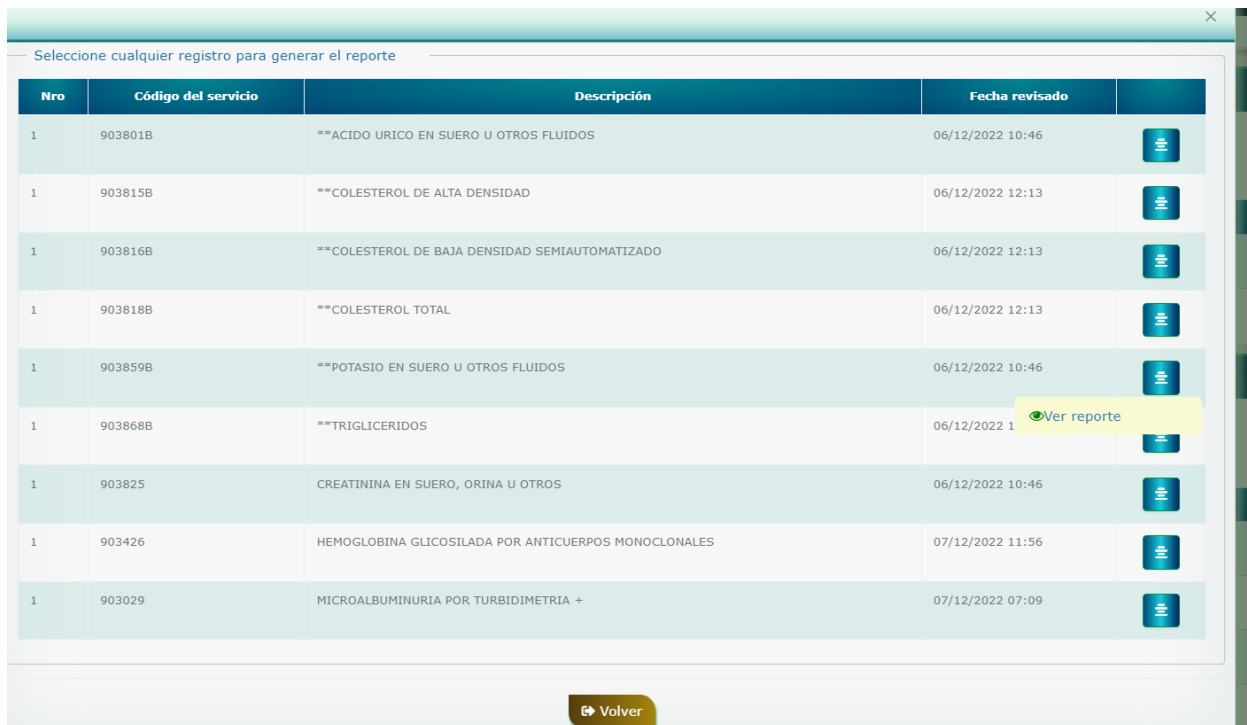 ×
Seleccione cualquier registro para generar el reporte
Nro Código del servicio Descripción Fecha revisado
1 903801B **ACIDO URICO EN SUERO U OTROS FLUIDOS 06/12/2022 10:46
1 903815B **COLESTEROL DE ALTA DENSIDAD 06/12/2022 12:13
1 903816B **COLESTEROL DE BAJA DENSIDAD SEMIAUTOMATIZADO 06/12/2022 12:13
1 903818B **COLESTEROL TOTAL 06/12/2022 12:13
1 903859B **POTASIO EN SUERO U OTROS FLUIDOS 06/12/2022 10:46
Ver reporte
1 903868B **TRIGLICERIDOS 06/12/2022
1 903825 CREATININA EN SUERO, ORINA U OTROS 06/12/2022 10:46
1 903426 HEMOGLOBINA GLICOSILADA POR ANTICUERPOS MONOCLONALES 07/12/2022 11:56
1 903029 MICROALBUMINURIA POR TURBIDIMETRIA + 07/12/2022 07:09
Volver